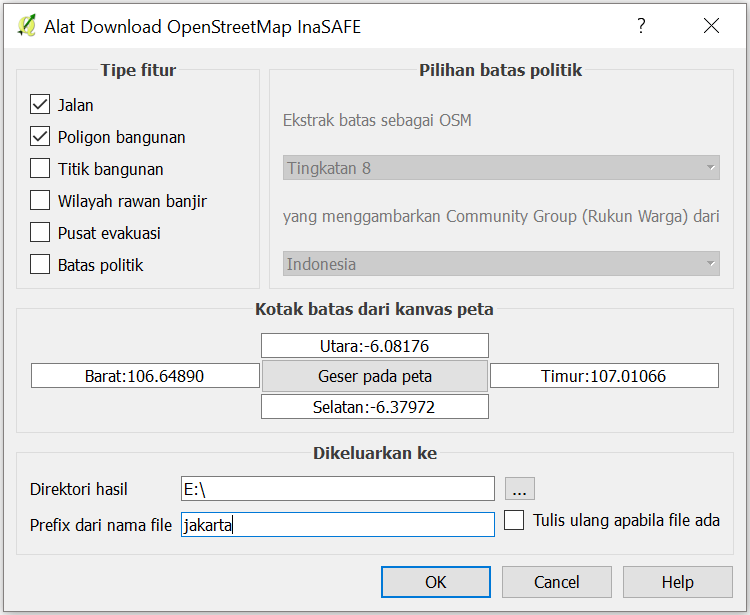 Alat Download OpenStreetMap InaSAFE
?
Tipe fitur
Jalan
Poligon bangunan
Titik bangunan
Wilayah rawan banjir
Pusat evakuasi
Batas politik
Pilihan batas politik
Ekstrak batas sebagai OSM
Tingkatan 8
yang menggambarkan Community Group (Rukun Warga) dari
Indonesia
Kotak batas dari kanvas peta
Utara:-6.08176
Barat:106.64890
Geser pada peta
Timur:107.01066
Selatan:-6.37972
Dikeluarkan ke
Direktori hasil
E:\
...
Prefix dari nama file
jakarta
Tulis ulang apabila file ada
OK
Cancel
Help